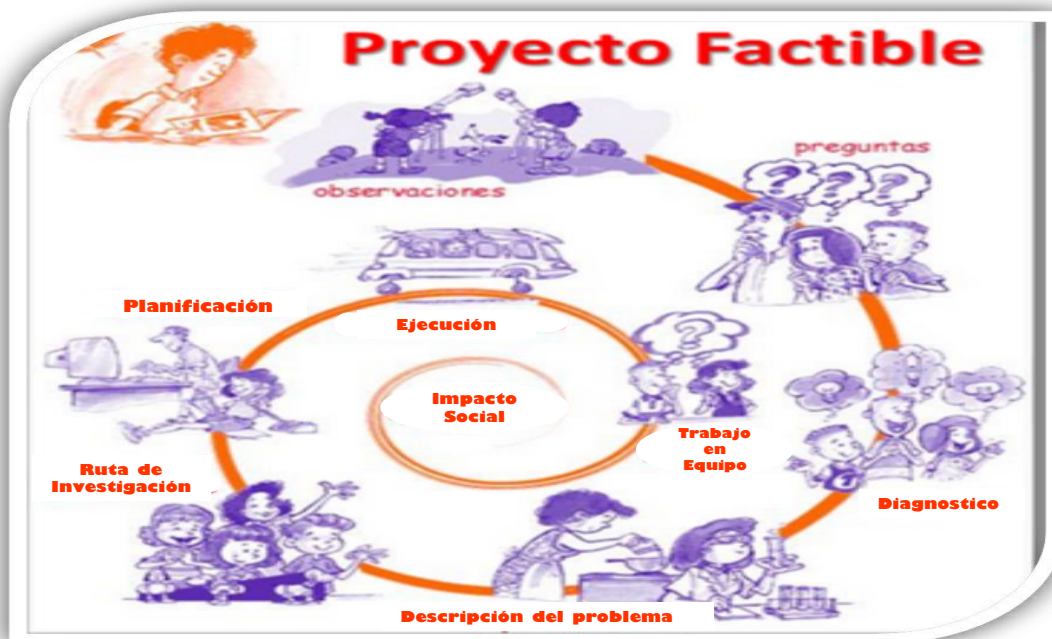 Proyecto Factible
observaciones
preguntas
? ? ?
Diagnostico
Descripción del problema
Ruta de
Investigación
Planificación
Ejecución
?
Trabajo
en
Equipo
Impacto
Social